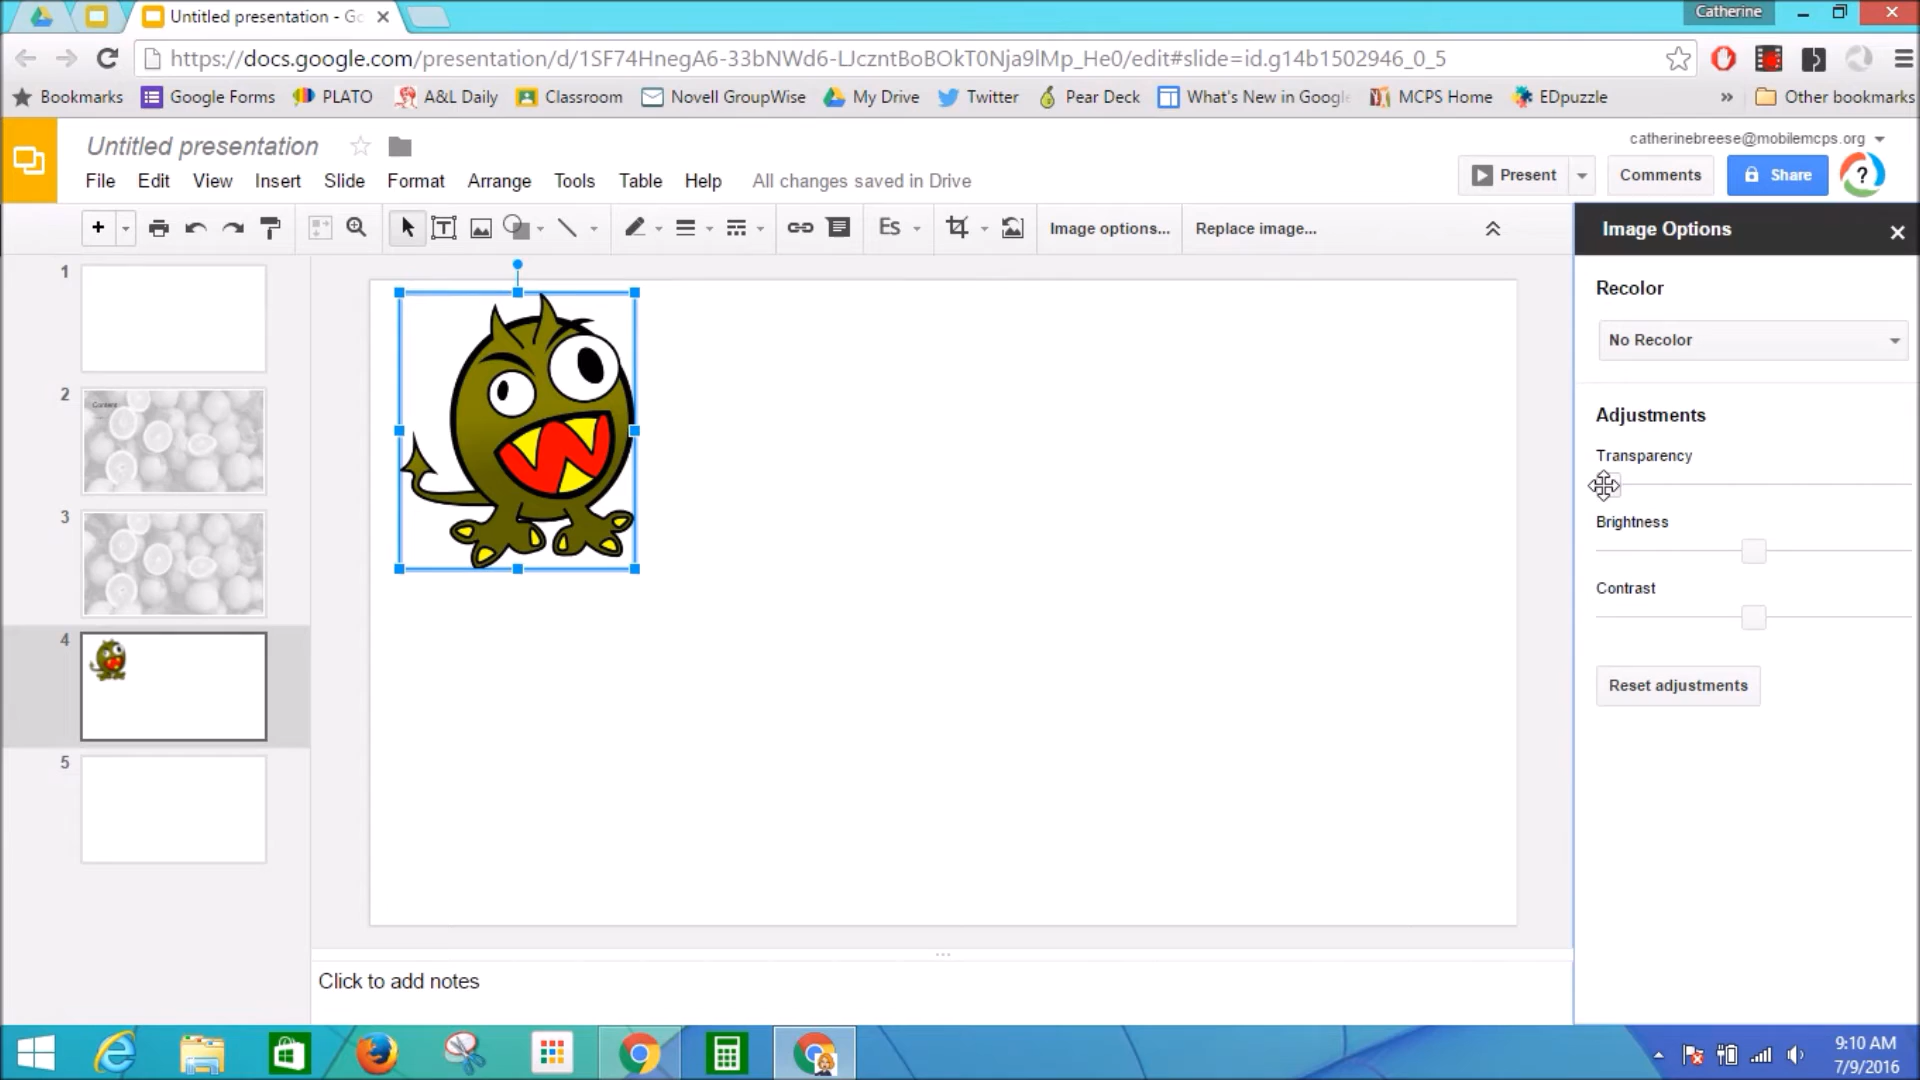 Untitled presentation - Go
Catherine
https://docs.google.com/presentation/d/1SF74HnegA6-33bNWd6-LJczntBoBOkT0Nja9lMp_He0/edit#slide=id.g14b1502946_0_5
Bookmarks Google Forms PLATO A&L Daily Classroom Novell GroupWise My Drive Twitter Pear Deck What's New in Google MCPS Home EDpuzzle » Other bookmarks
Untitled presentation
catherinebreese@mobilemcps.org
File Edit View Insert Slide Format Arrange Tools Table Help All changes saved in Drive
Present Comments Share ?
Es Image options... Replace image...
Image Options
Recolor
No Recolor
Adjustments
Transparency
Brightness
Contrast
Reset adjustments
1
2
Content
3
4
5
Click to add notes
9:10 AM
7/9/2016